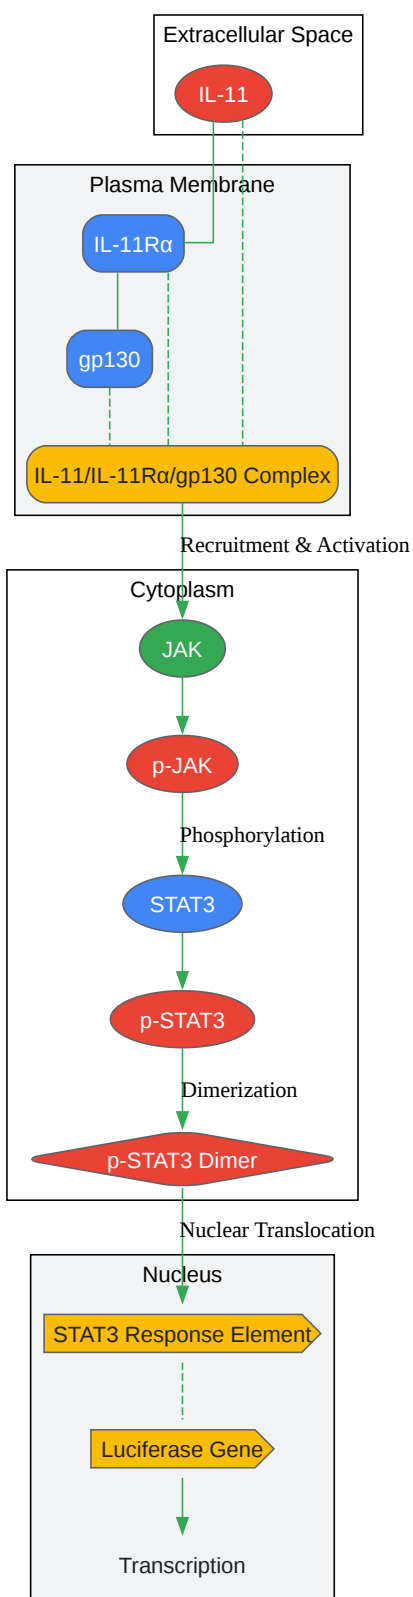 Extracellular Space
IL-11
Plasma Membrane
IL-11Rα
gp130
IL-11/IL-11Rα/gp130 Complex
Recruitment & Activation
Cytoplasm
JAK
p-JAK
Phosphorylation
STAT3
p-STAT3
Dimerization
p-STAT3 Dimer
Nuclear Translocation
Nucleus
STAT3 Response Element
Luciferase Gene
Transcription